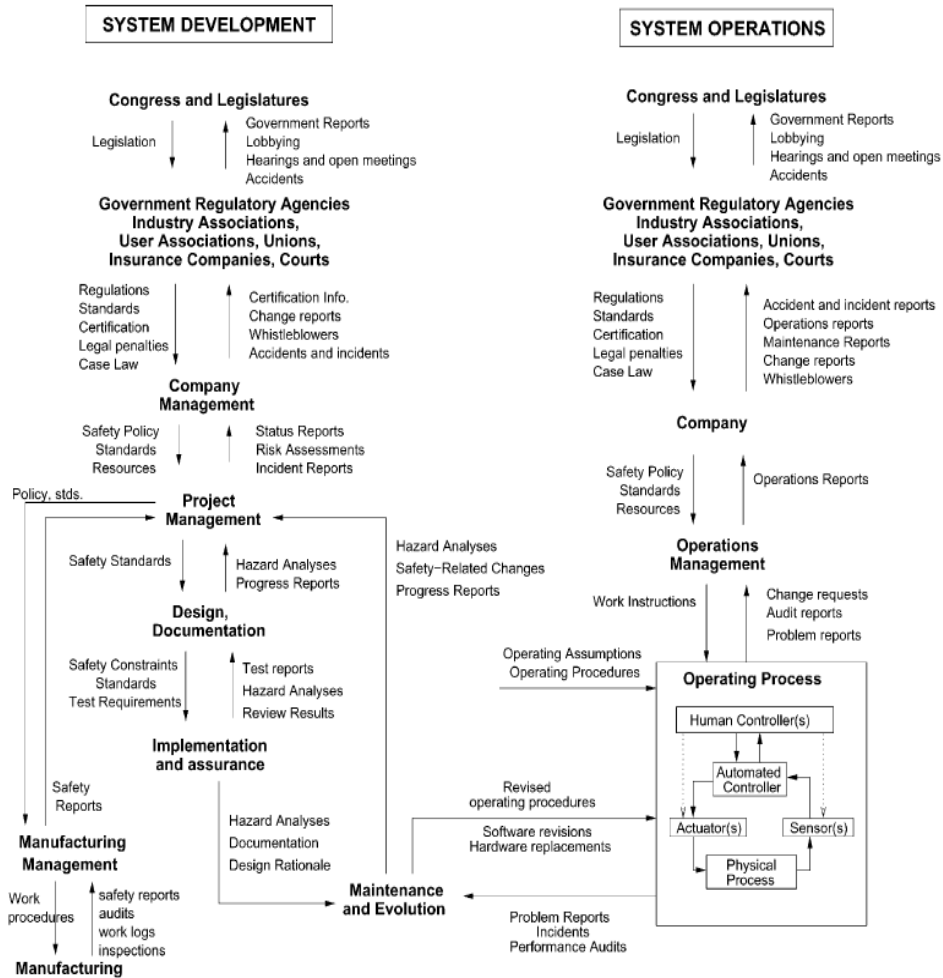 SYSTEM DEVELOPMENT
Congress and Legislatures
Legislation
Government Reports
Lobbying
Hearings and open meetings
Accidents
Government Regulatory Agencies
Industry Associations,
User Associations, Unions,
Insurance Companies, Courts
Regulations
Standards
Certification
Legal penalties
Case Law
Certification Info.
Change reports
Whistleblowers
Accidents and incidents
Company
Management
Safety Policy
Standards
Resources
Status Reports
Risk Assessments
Incident Reports
Policy, stds.
Project
Management
Safety Standards
Hazard Analyses
Progress Reports
Hazard Analyses
Safety-Related Changes
Progress Reports
Design,
Documentation
Safety Constraints
Standards
Test Requirements
Test reports
Hazard Analyses
Review Results
Implementation
and assurance
Safety
Reports
Hazard Analyses
Documentation
Design Rationale
Manufacturing
Management
Work
procedures
safety reports
audits
work logs
inspections
Manufacturing
Maintenance
and Evolution
SYSTEM OPERATIONS
Congress and Legislatures
Legislation
Government Reports
Lobbying
Hearings and open meetings
Accidents
Government Regulatory Agencies
Industry Associations,
User Associations, Unions,
Insurance Companies, Courts
Regulations
Standards
Certification
Legal penalties
Case Law
Accident and incident reports
Operations reports
Maintenance Reports
Change reports
Whistleblowers
Company
Safety Policy
Standards
Resources
Operations Reports
Operations
Management
Work Instructions
Change requests
Audit reports
Problem reports
Operating Assumptions
Operating Procedures
Operating Process
Human Controller(s)
Automated
Controller
Actuator(s)
Sensor(s)
Physical
Process
Revised
operating procedures
Software revisions
Hardware replacements
Problem Reports
Incidents
Performance Audits